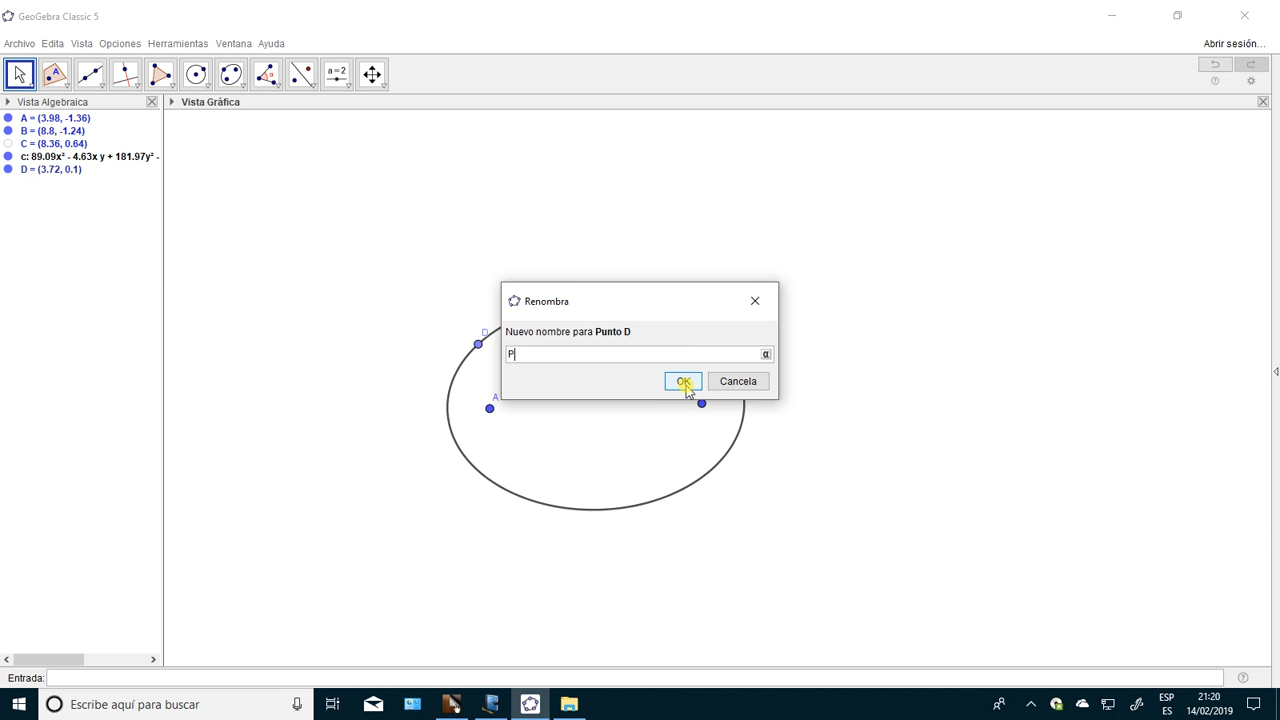 GeoGebra Classic 5
Archivo Edita Vista Opciones Herramientas Ventana Ayuda
Abrir sesión...
A
a=2
Vista Algebraica
Vista Gráfica
A = (3.98, -1.36)
B = (8.8, -1.24)
C = (8.36, 0.64)
c: 89.09x² - 4.63x y + 181.97y² -
D = (3.72, 0.1)
Renombra
D
Nuevo nombre para Punto D
P
α
OK
Cancela
A
Entrada:
Escribe aquí para buscar
ESP
ES
21:20
14/02/2019